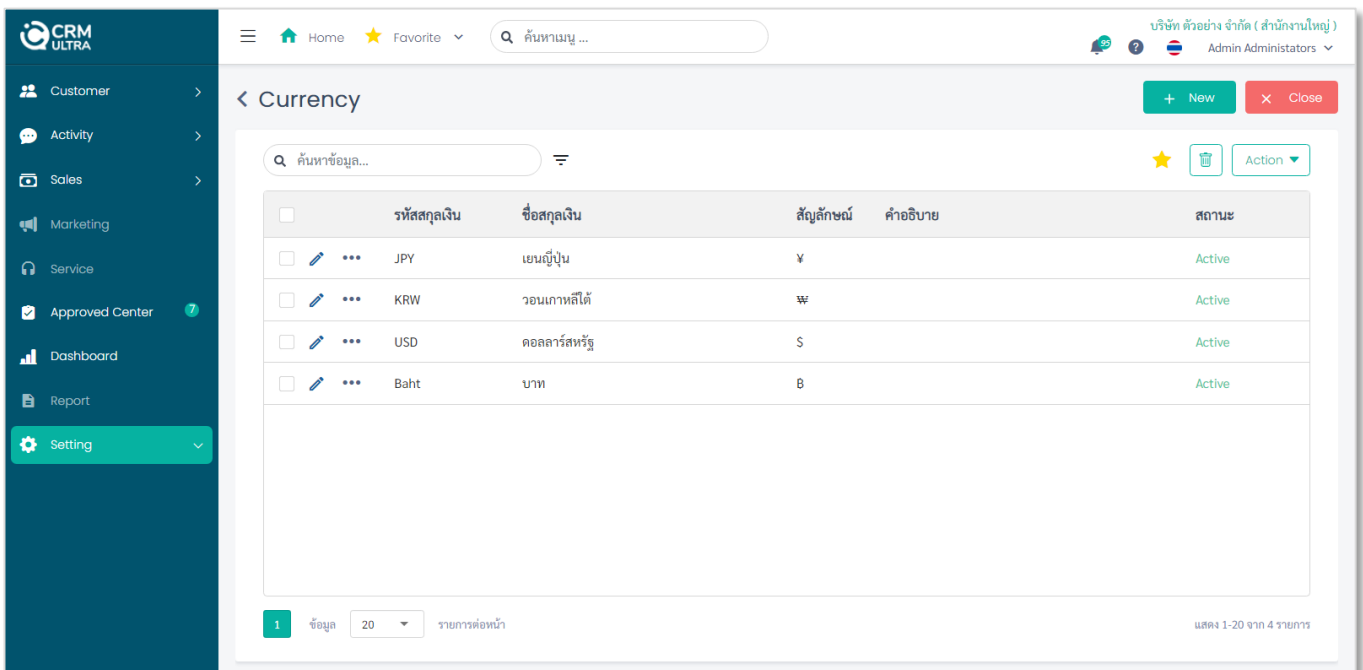 CRM
ULTRA
Home Favorite ค้นหาเมนู ...
บริษัท ตัวอย่าง จำกัด ( สำนักงานใหญ่ )
95 ? Admin Administators
Customer
Activity
Sales
Marketing
Service
Approved Center 7
Dashboard
Report
Setting
Currency
+ New × Close
ค้นหาข้อมูล...
Action
รหัสสกุลเงิน ชื่อสกุลเงิน สัญลักษณ์ คำอธิบาย สถานะ
JPY เยนญี่ปุ่น ¥ Active
KRW วอนเกาหลีใต้ ₩ Active
USD ดอลลาร์สหรัฐ $ Active
Baht บาท ฿ Active
1 ข้อมูล 20 รายการต่อหน้า
แสดง 1-20 จาก 4 รายการ